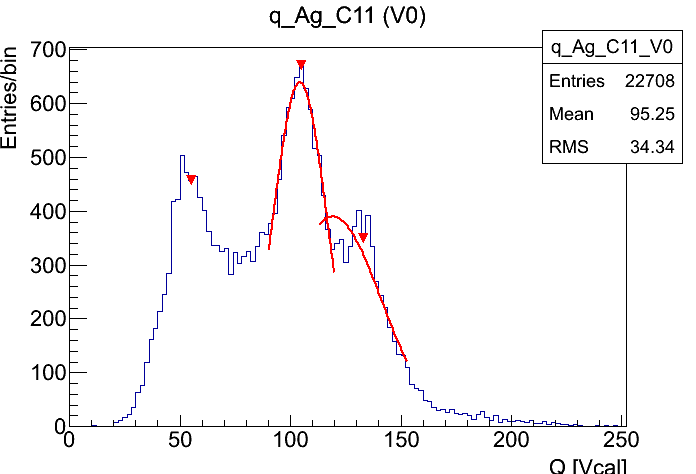 q_Ag_C11 (V0)
q_Ag_C11_V0
Entries 22708
Mean 95.25
RMS 34.34
Entries/bin
700
600
500
400
300
200
100
0
0 50 100 150 200 250
Q [Vcal]